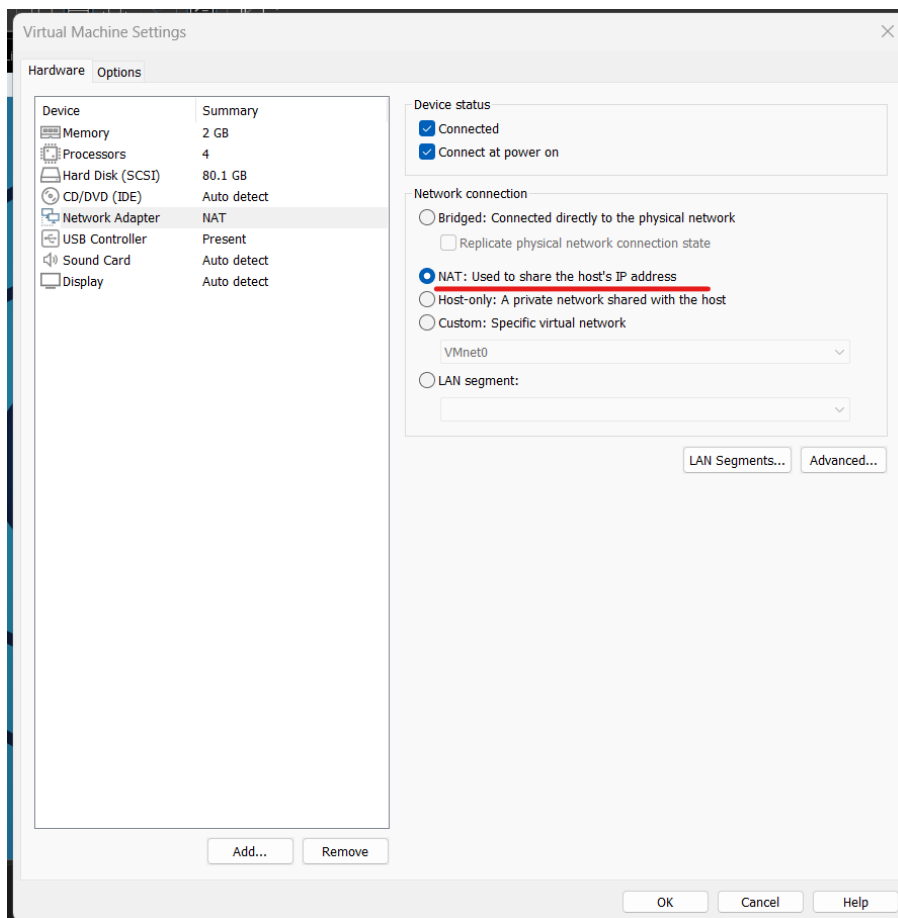 Virtual Machine Settings
Hardware Options
Device Summary
Memory 2 GB
Processors 4
Hard Disk (SCSI) 80.1 GB
CD/DVD (IDE) Auto detect
Network Adapter NAT
USB Controller Present
Sound Card Auto detect
Display Auto detect
Add... Remove
Device status
Connected
Connect at power on
Network connection
Bridged: Connected directly to the physical network
Replicate physical network connection state
NAT: Used to share the host's IP address
Host-only: A private network shared with the host
Custom: Specific virtual network
VMnet0
LAN segment:
LAN Segments... Advanced...
OK Cancel Help